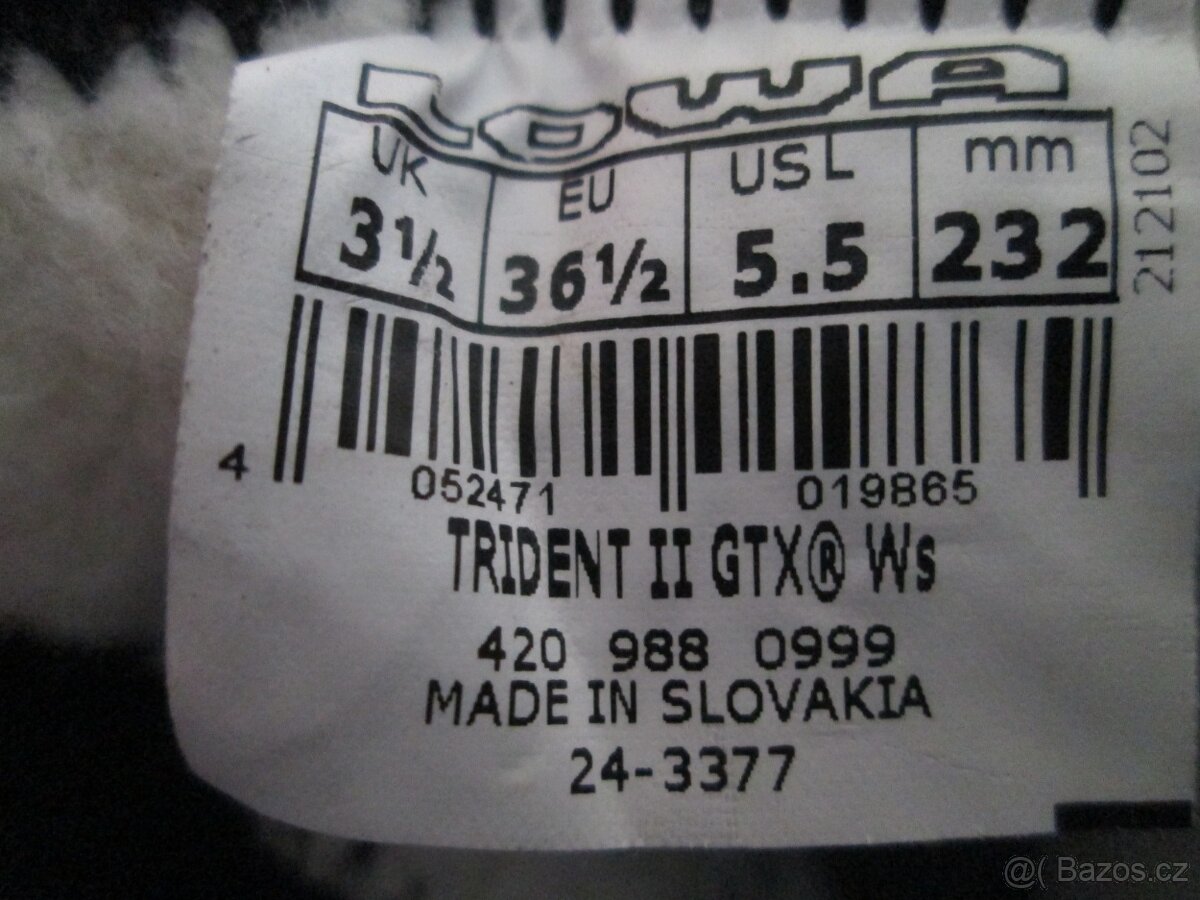 LOWA
UK EU USL mm
3½ 36½ 5.5 232
212102
4 052471 019865
TRIDENT II GTX® Ws
420 988 0999
MADE IN SLOVAKIA
24-3377
@( Bazos.cz